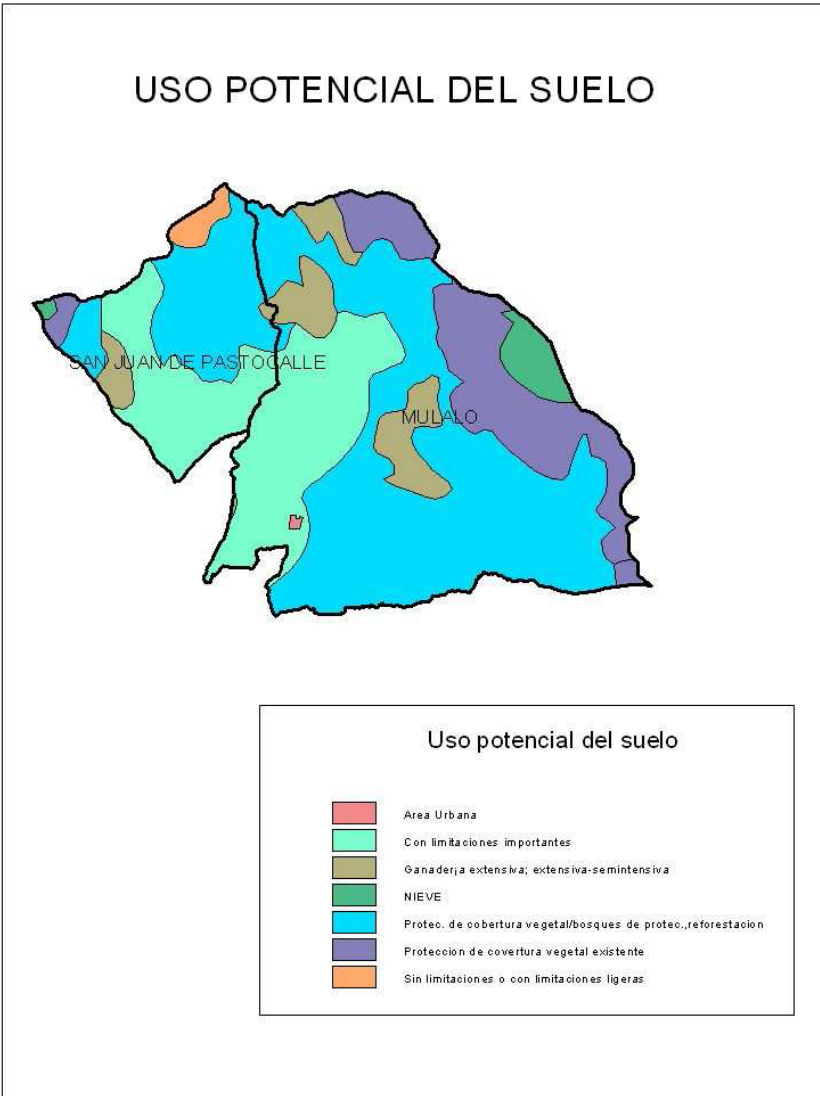 USO POTENCIAL DEL SUELO
SAN JUAN DE PASTOCALLE
MULALO
Uso potencial del suelo
Area Urbana
Con limitaciones importantes
Ganader¡a extensiva; extensiva-semintensiva
NIEVE
Protec. de cobertura vegetal/bosques de protec.,reforestacion
Proteccion de covertura vegetal existente
Sin limitaciones o con limitaciones ligeras